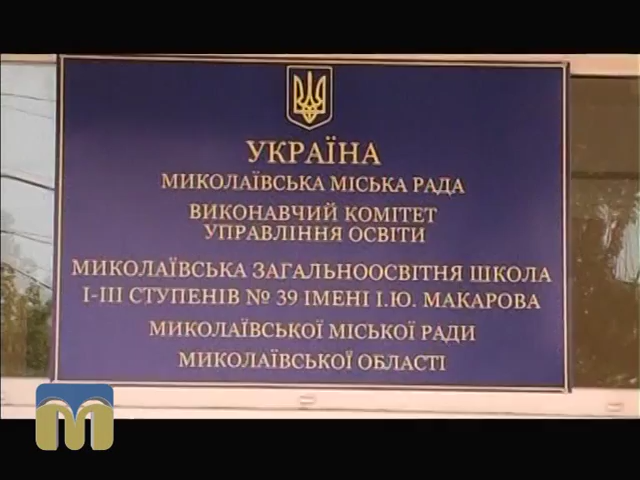 УКРАЇНА
МИКОЛАЇВСЬКА МІСЬКА РАДА
ВИКОНАВЧИЙ КОМІТЕТ
УПРАВЛІННЯ ОСВІТИ
МИКОЛАЇВСЬКА ЗАГАЛЬНООСВІТНЯ ШКОЛА
І-ІІІ СТУПЕНІВ № 39 ІМЕНІ І.Ю. МАКАРОВА
МИКОЛАЇВСЬКОЇ МІСЬКОЇ РАДИ
МИКОЛАЇВСЬКОЇ ОБЛАСТІ
М